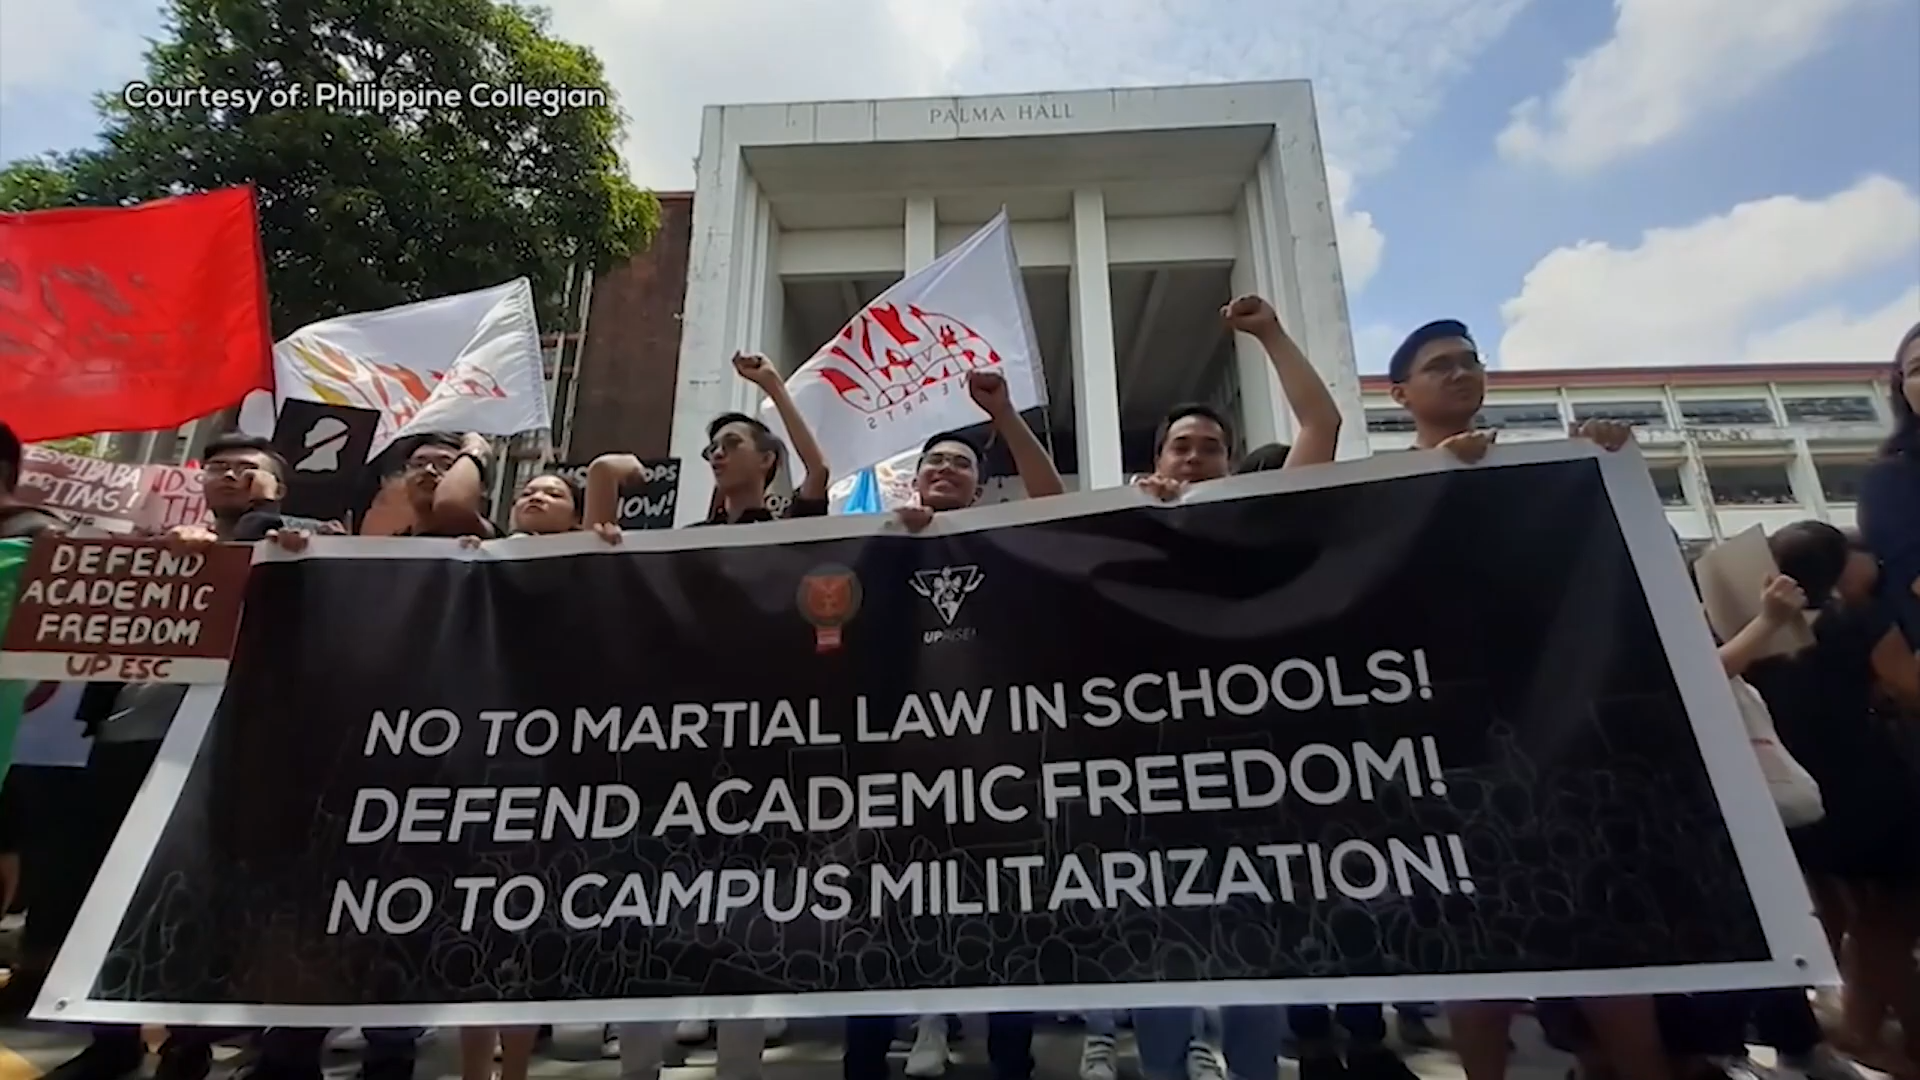 Courtesy of: Philippine Collegian
PALMA HALL
NOW!
DEFEND
ACADEMIC
FREEDOM
UP ESC
UPRISE!
NO TO MARTIAL LAW IN SCHOOLS!
DEFEND ACADEMIC FREEDOM!
NO TO CAMPUS MILITARIZATION!